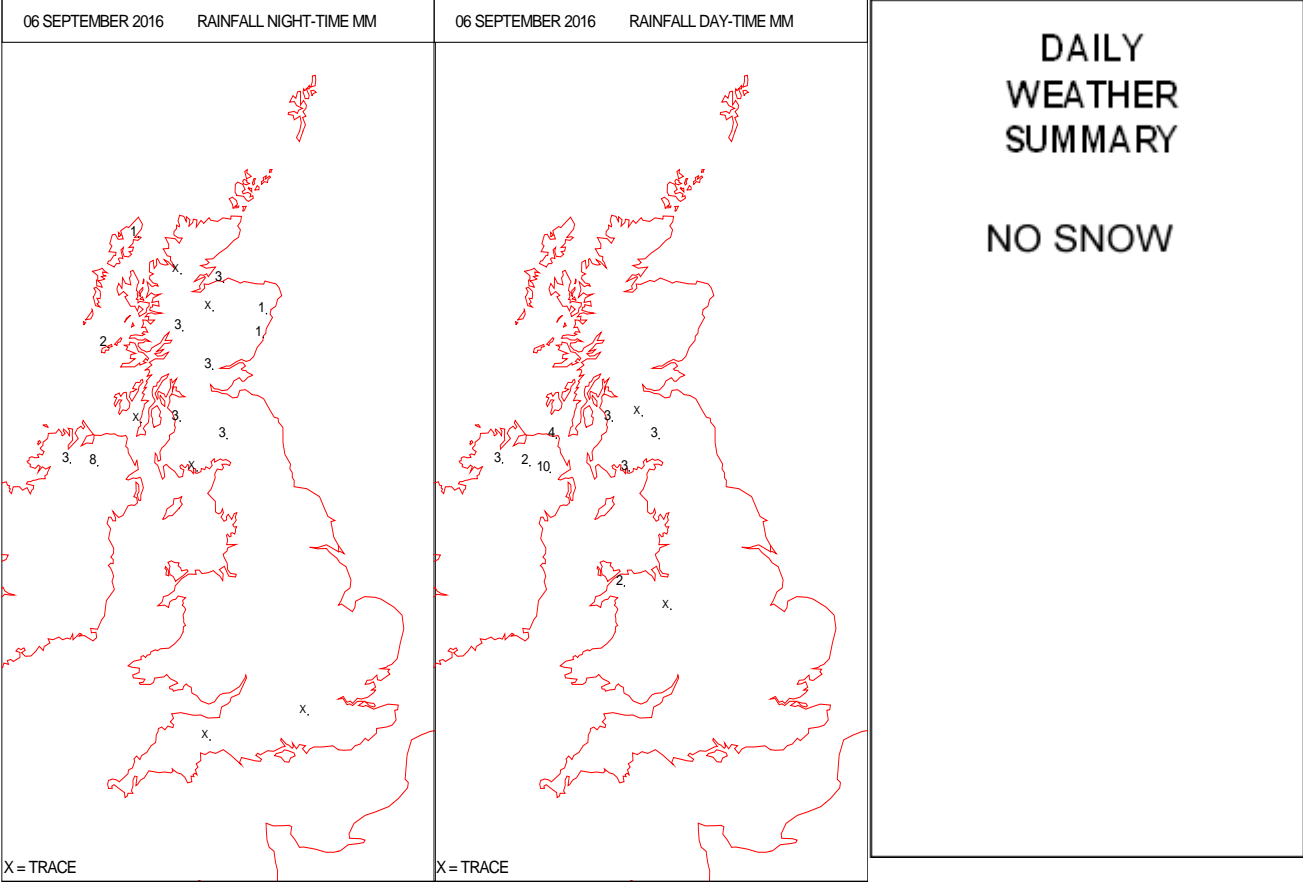 06 SEPTEMBER 2016 RAINFALL NIGHT-TIME MM
1.
X.
3.
X.
1.
3.
1.
2.
3.
X.
3.
3.
3.
8.
X.
X.
X.
X = TRACE
06 SEPTEMBER 2016 RAINFALL DAY-TIME MM
X.
3.
4.
3.
3.
2.
10.
3.
2.
X.
X = TRACE
DAILY
WEATHER
SUMMARY
NO SNOW